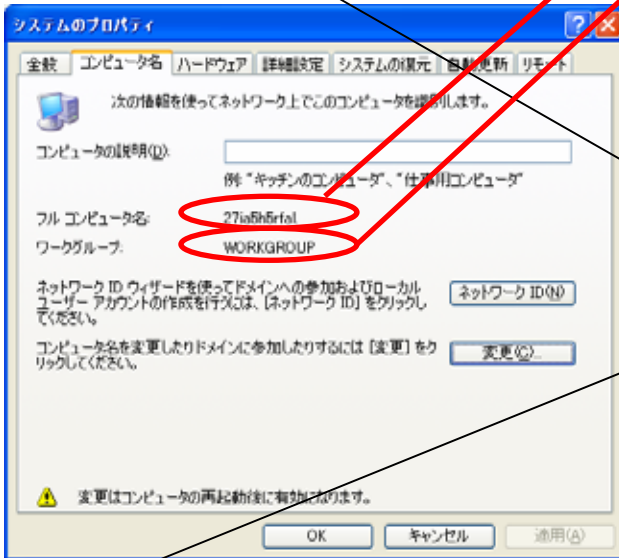 システムのプロパティ
全般 コンピュータ名 ハードウェア 詳細設定 システムの復元 自動更新 リモート
次の情報を使ってネットワーク上でこのコンピュータを識別します。
コンピュータの説明(D):
例: "キッチンのコンピュータ"、"仕事用コンピュータ"
フル コンピュータ名:
ワークグループ: WORKGROUP
ネットワーク ID ウィザードを使ってドメインへの参加およびローカル
ユーザー アカウントの作成を行うには、[ネットワーク ID] をクリックし
てください。
ネットワーク ID(N)
コンピュータ名を変更したりドメインに参加したりするには [変更] をク
リックしてください。
変更(C)...
変更はコンピュータの再起動後に有効になります。
OK キャンセル 適用(A)